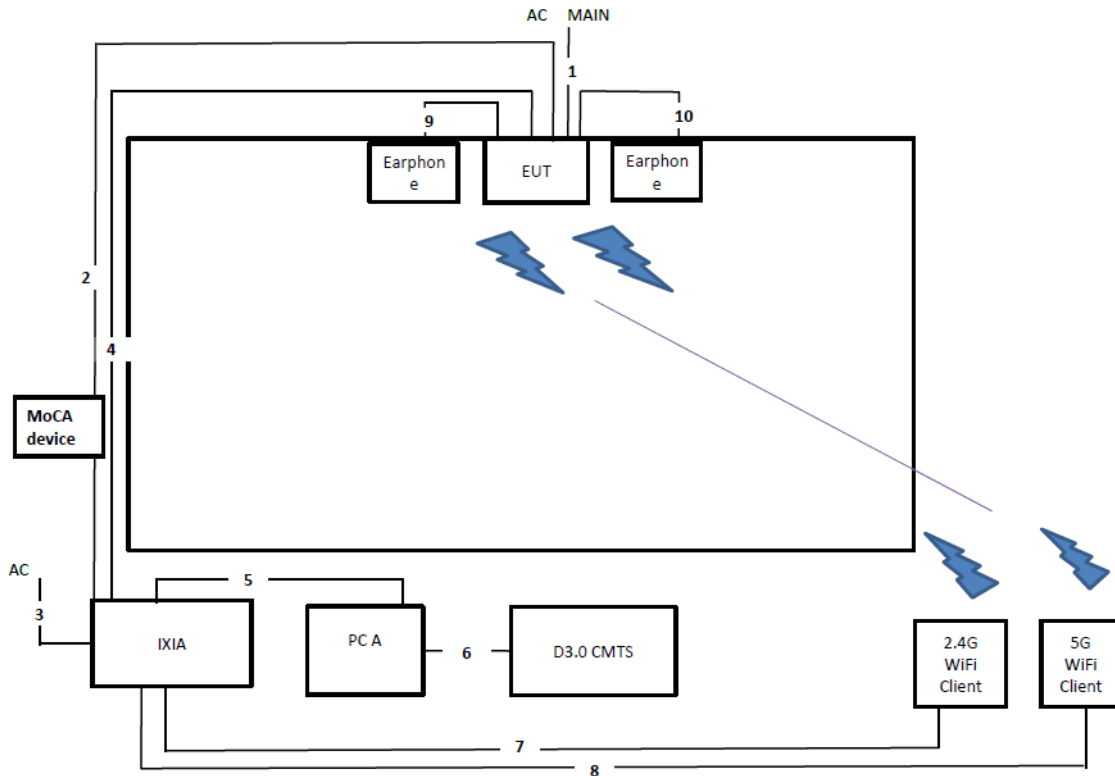 AC MAIN
1
9
10
Earphon
e
EUT
Earphon
e
2
4
MoCA
device
AC
3
5
IXIA
PC A
6
D3.0 CMTS
2.4G
WiFi
Client
5G
WiFi
Client
7
8